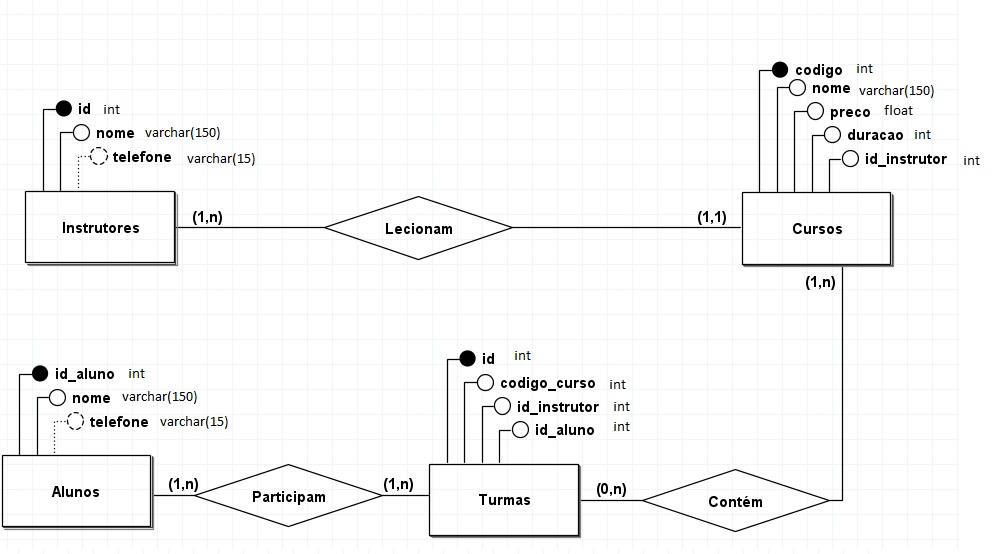 codigo int
nome varchar(150)
preco float
duracao int
id_instrutor int
id int
nome varchar(150)
telefone varchar(15)
Instrutores
(1,n)
Lecionam
(1,1)
Cursos
(1,n)
id_aluno int
nome varchar(150)
telefone varchar(15)
id int
codigo_curso int
id_instrutor int
id_aluno int
Alunos
(1,n)
Participam
(1,n)
Turmas
(0,n)
Contém